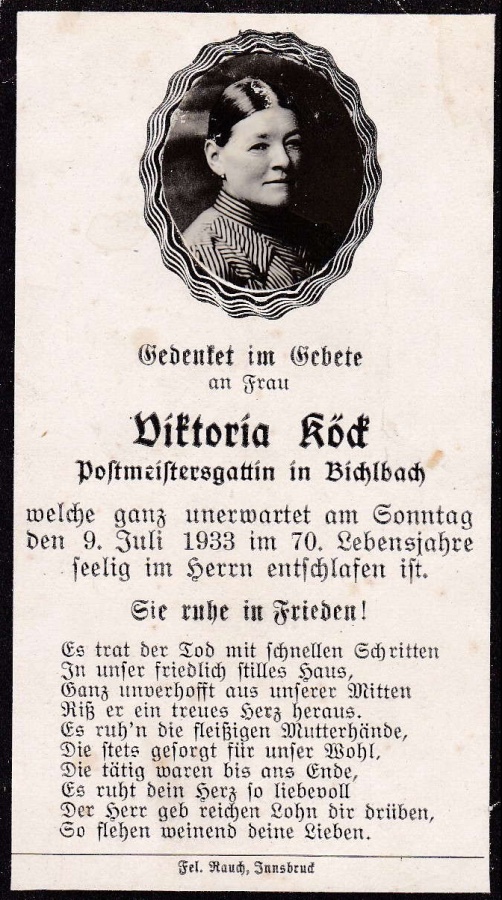 Gedenket im Gebete
an Frau
Viktoria Köck
Postmeistersgattin in Bichlbach
welche ganz unerwartet am Sonntag
den 9. Juli 1933 im 70. Lebensjahre
seelig im Herrn entschlafen ist.
Sie ruhe in Frieden!
Es trat der Tod mit schnellen Schritten
In unser friedlich stilles Haus,
Ganz unverhofft aus unserer Mitten
Riß er ein treues Herz heraus.
Es ruh'n die fleißigen Mutterhände,
Die stets gesorgt für unser Wohl,
Die tätig waren bis ans Ende,
Es ruht dein Herz so liebevoll
Der Herr geb reichen Lohn dir drüben,
So flehen weinend deine Lieben.
Fel. Rauch, Innsbruck